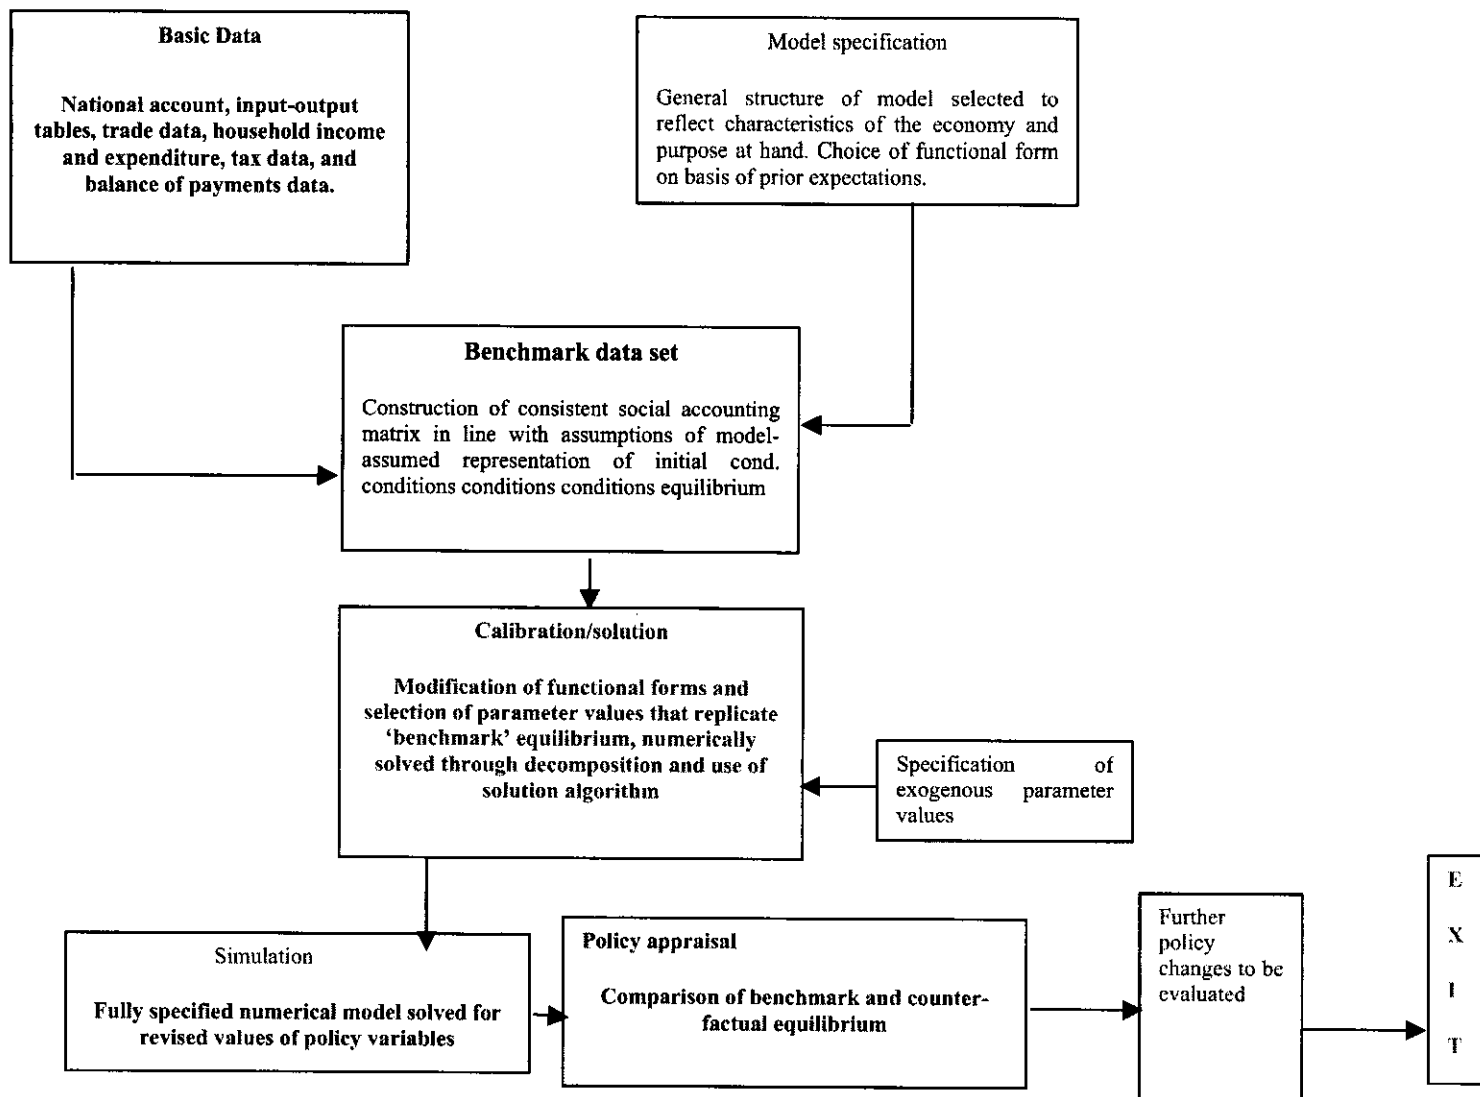 Basic Data
National account, input-output
tables, trade data, household income
and expenditure, tax data, and
balance of payments data.
Model specification
General structure of model selected to
reflect characteristics of the economy and
purpose at hand. Choice of functional form
on basis of prior expectations.
Benchmark data set
Construction of consistent social accounting
matrix in line with assumptions of model-
assumed representation of initial cond.
conditions conditions conditions equilibrium
Calibration/solution
Modification of functional forms and
selection of parameter values that replicate
‘benchmark’ equilibrium, numerically
solved through decomposition and use of
solution algorithm
Specification of
exogenous parameter
values
Simulation
Fully specified numerical model solved for
revised values of policy variables
Policy appraisal
Comparison of benchmark and counter-
factual equilibrium
Further
policy
changes to be
evaluated
E
X
I
T